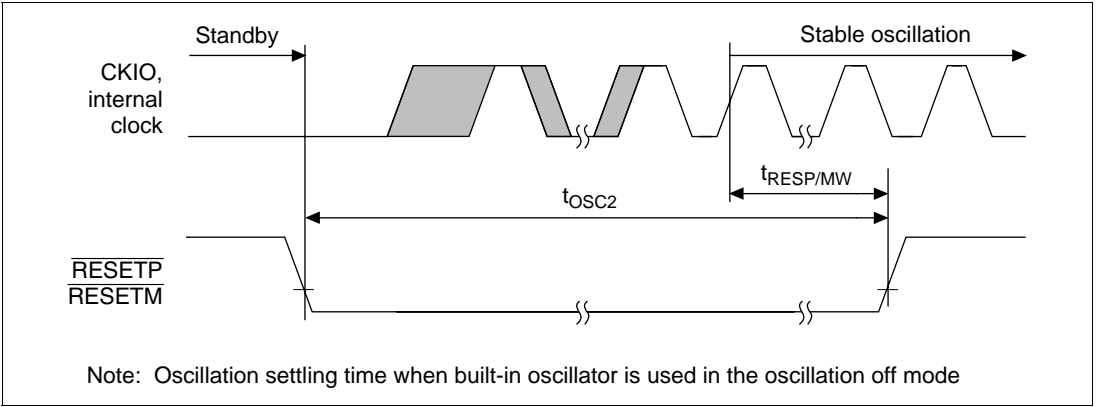 Standby
Stable oscillation
CKIO,
internal
clock
tRESP/MW
tOSC2
RESETP
RESETM
Note: Oscillation settling time when built-in oscillator is used in the oscillation off mode